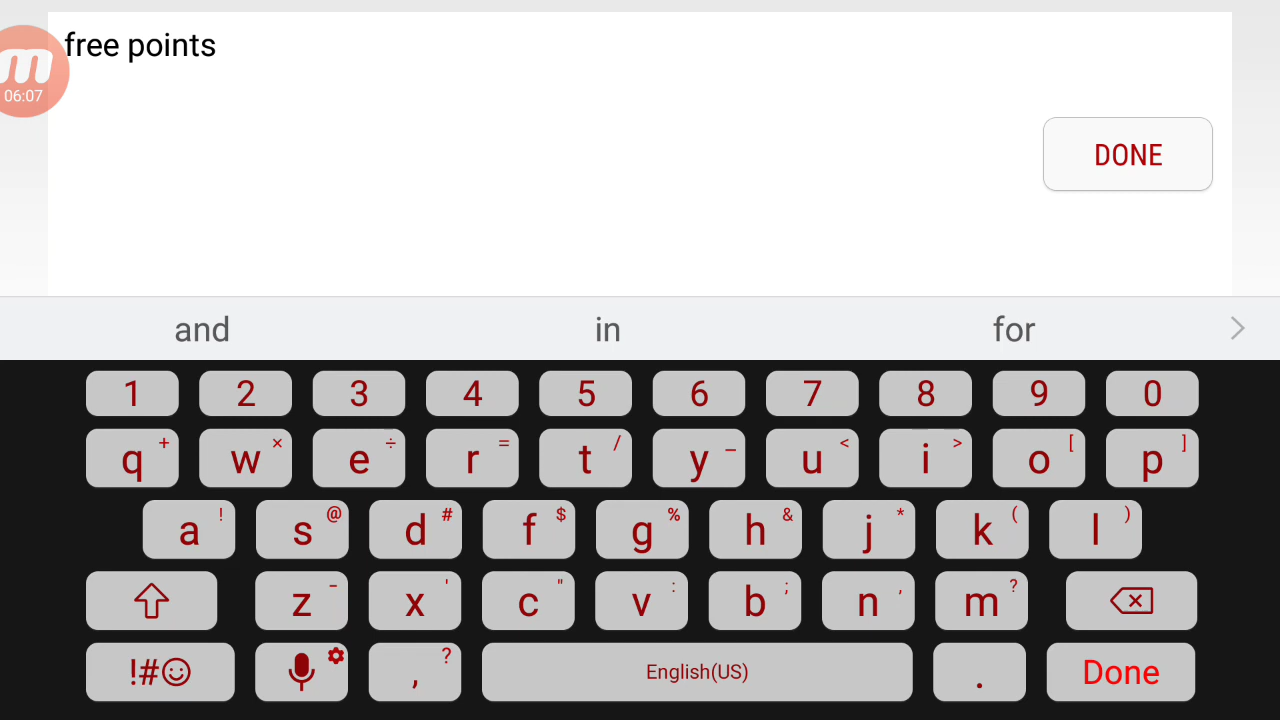 free points
m
06:07
DONE
and in for
1 2 3 4 5 6 7 8 9 0
q + w × e ÷ r = t / y _ u < i > o [ p ]
a ! s @ d # f $ g % h & j * k ( l )
z - x ' c " v : b ; n , m ?
!#☺ , ? English(US) . Done